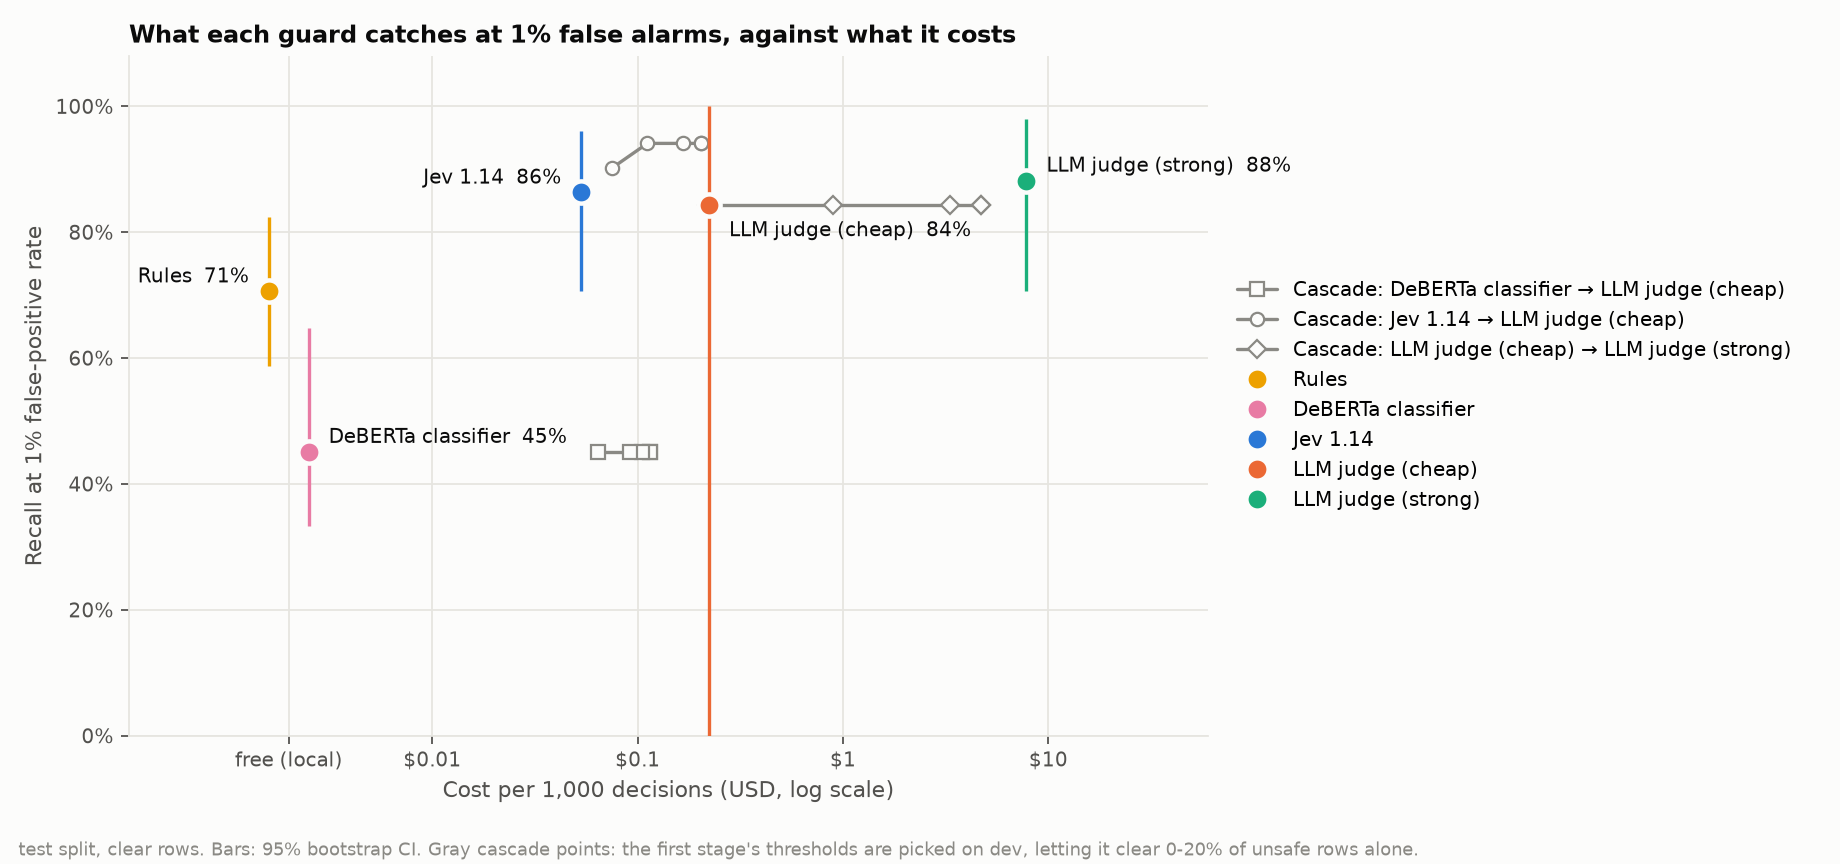 What each guard catches at 1% false alarms, against what it costs
Recall at 1% false-positive rate
100%
80%
60%
40%
20%
0%
Rules 71%
DeBERTa classifier 45%
Jev 1.14 86%
LLM judge (cheap) 84%
LLM judge (strong) 88%
free (local)
$0.01
$0.1
$1
$10
Cost per 1,000 decisions (USD, log scale)
Cascade: DeBERTa classifier → LLM judge (cheap)
Cascade: Jev 1.14 → LLM judge (cheap)
Cascade: LLM judge (cheap) → LLM judge (strong)
Rules
DeBERTa classifier
Jev 1.14
LLM judge (cheap)
LLM judge (strong)
test split, clear rows. Bars: 95% bootstrap CI. Gray cascade points: the first stage's thresholds are picked on dev, letting it clear 0-20% of unsafe rows alone.